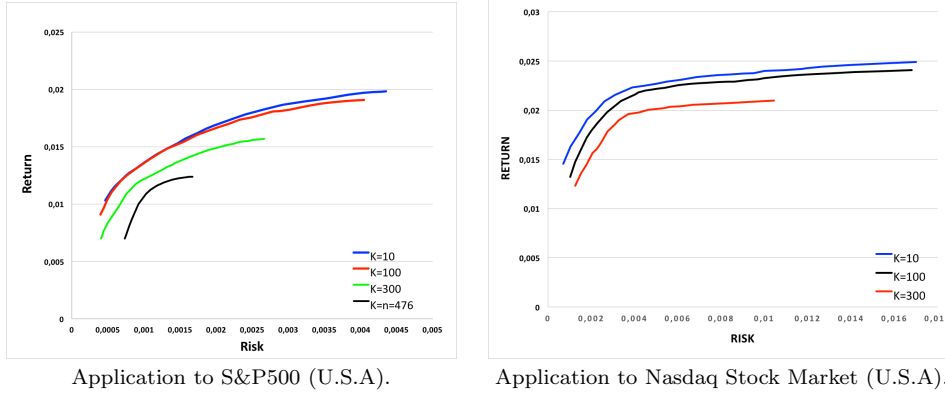 0,025
0,02
0,015
0,01
0,005
0
Return
K=10
K=100
K=300
K=n=476
0 0,0005 0,001 0,0015 0,002 0,0025 0,003 0,0035 0,004 0,0045 0,005
Risk
Application to S&P500 (U.S.A).
0,03
0,025
0,02
0,015
0,01
0,005
0
RETURN
K=10
K=100
K=300
0 0,002 0,004 0,006 0,008 0,01 0,012 0,014 0,016 0,01
RISK
Application to Nasdaq Stock Market (U.S.A).